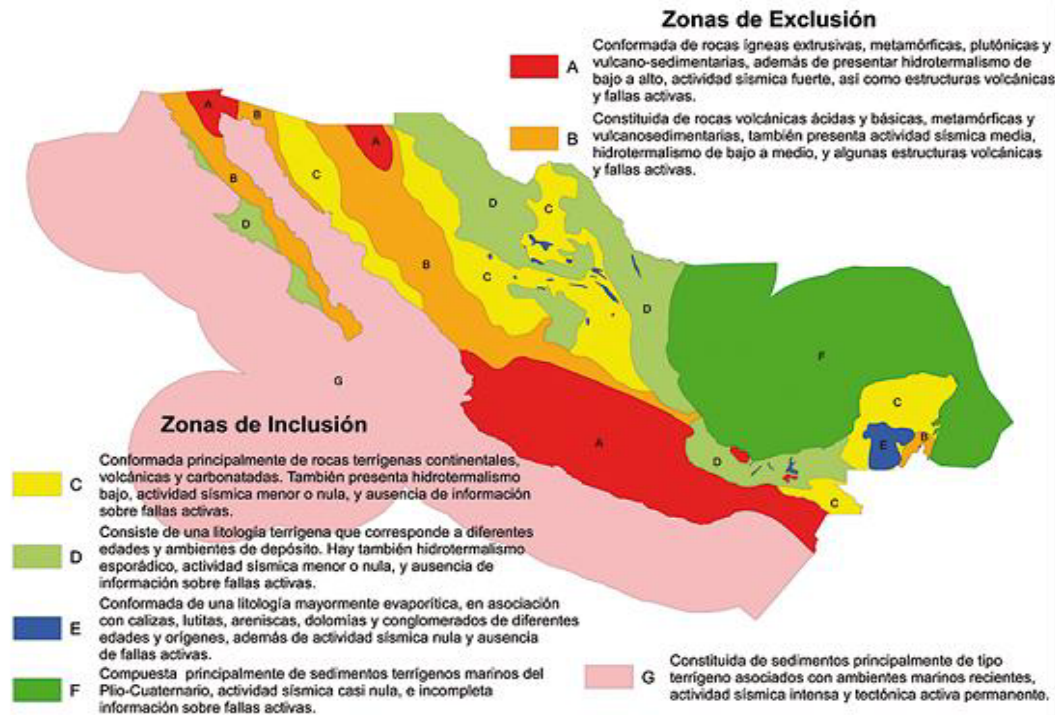 Zonas de Exclusión
A
Conformada de rocas ígneas extrusivas, metamórficas, plutónicas y
vulcano-sedimentarias, además de presentar hidrotermalismo de
bajo a alto, actividad sísmica fuerte, así como estructuras volcánicas
y fallas activas.
B
Constituida de rocas volcánicas ácidas y básicas, metamórficas y
vulcanosedimentarias, también presenta actividad sísmica media,
hidrotermalismo de bajo a medio, y algunas estructuras volcánicas
y fallas activas.
A
B
A
C
B
D
C
D
B
C
D
F
G
C
E
B
A
D
C
Zonas de Inclusión
C
Conformada principalmente de rocas terrígenas continentales,
volcánicas y carbonatadas. También presenta hidrotermalismo
bajo, actividad sísmica menor o nula, y ausencia de información
sobre fallas activas.
D
Consiste de una litología terrígena que corresponde a diferentes
edades y ambientes de depósito. Hay también hidrotermalismo
esporádico, actividad sísmica menor o nula, y ausencia de
información sobre fallas activas.
E
Conformada de una litología mayormente evaporítica, en asociación
con calizas, lutitas, areniscas, dolomías y conglomerados de diferentes
edades y orígenes, además de actividad sísmica nula y ausencia
de fallas activas.
F
Compuesta principalmente de sedimentos terrígenos marinos del
Plio-Cuaternario, actividad sísmica casi nula, e incompleta
información sobre fallas activas.
G
Constituida de sedimentos principalmente de tipo
terrígeno asociados con ambientes marinos recientes,
actividad sísmica intensa y tectónica activa permanente.